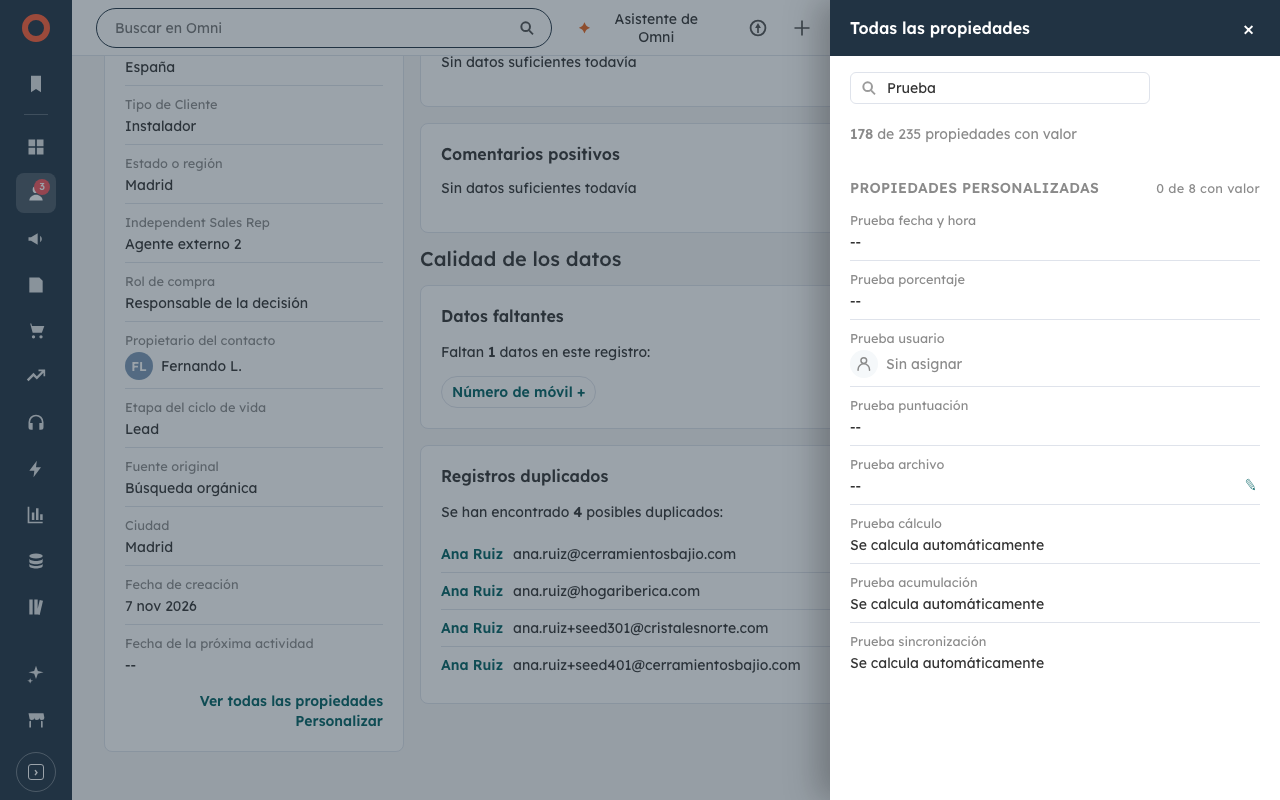 Buscar en Omni
Asistente de
Omni
3
España
Tipo de Cliente
Instalador
Estado o región
Madrid
Independent Sales Rep
Agente externo 2
Rol de compra
Responsable de la decisión
Propietario del contacto
FL Fernando L.
Etapa del ciclo de vida
Lead
Fuente original
Búsqueda orgánica
Ciudad
Madrid
Fecha de creación
7 nov 2026
Fecha de la próxima actividad
--
Ver todas las propiedades
Personalizar
Sin datos suficientes todavía
Comentarios positivos
Sin datos suficientes todavía
Calidad de los datos
Datos faltantes
Faltan 1 datos en este registro:
Número de móvil +
Registros duplicados
Se han encontrado 4 posibles duplicados:
Ana Ruiz ana.ruiz@cerramientosbajio.com
Ana Ruiz ana.ruiz@hogariberica.com
Ana Ruiz ana.ruiz+seed301@cristalesnorte.com
Ana Ruiz ana.ruiz+seed401@cerramientosbajio.com
Todas las propiedades
Prueba
178 de 235 propiedades con valor
PROPIEDADES PERSONALIZADAS 0 de 8 con valor
Prueba fecha y hora
--
Prueba porcentaje
--
Prueba usuario
Sin asignar
Prueba puntuación
--
Prueba archivo
--
Prueba cálculo
Se calcula automáticamente
Prueba acumulación
Se calcula automáticamente
Prueba sincronización
Se calcula automáticamente